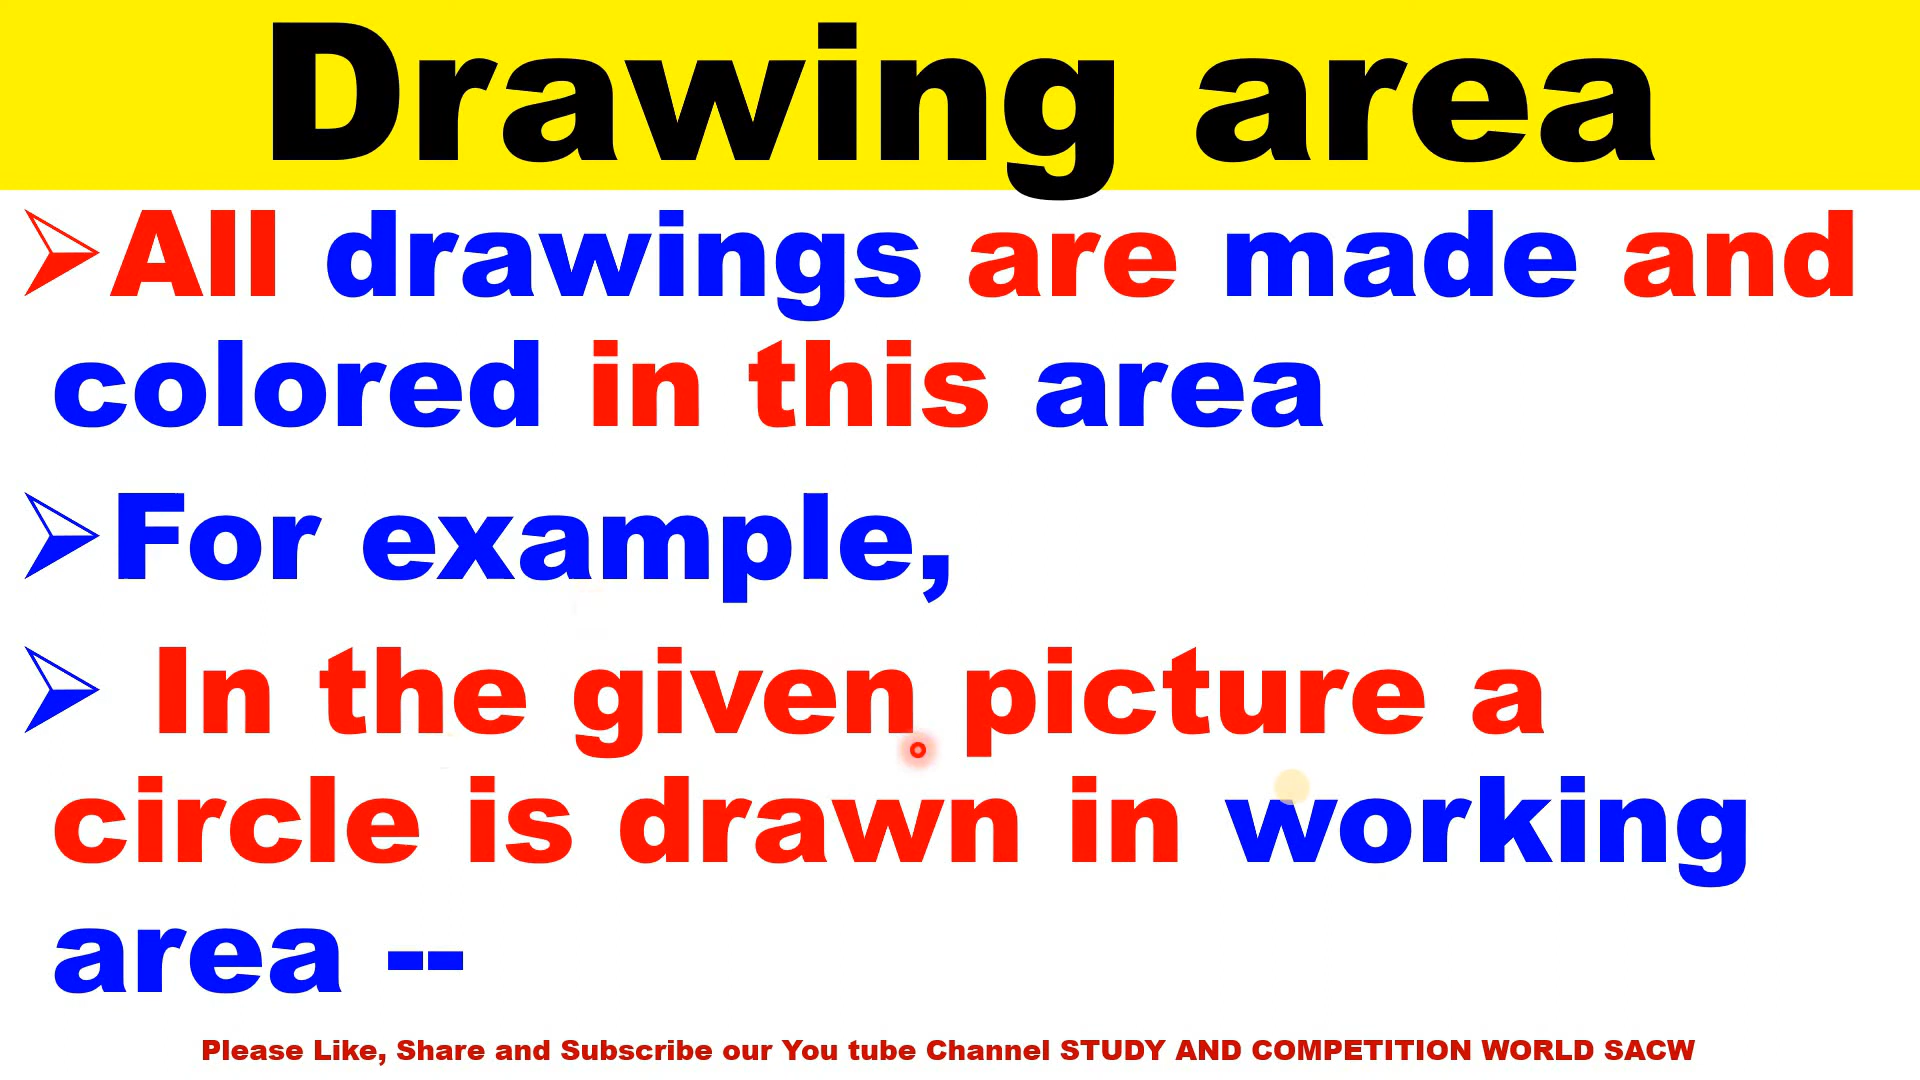 Drawing area
All drawings are made and
colored in this area
For example,
In the given picture a
circle is drawn in working
area --
Please Like, Share and Subscribe our You tube Channel STUDY AND COMPETITION WORLD SACW